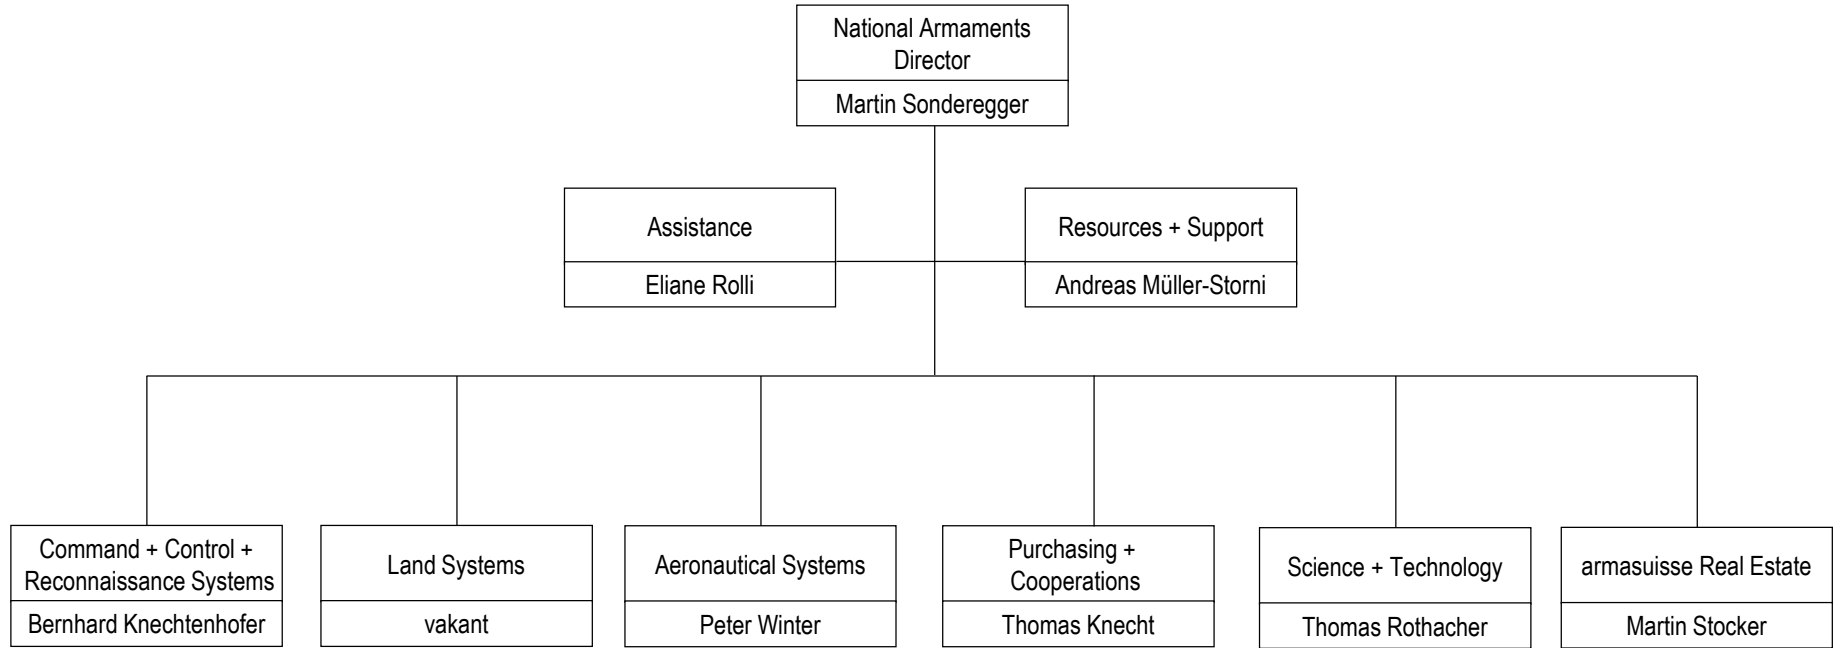 National Armaments
Director
Martin Sonderegger
Assistance
Eliane Rolli
Resources + Support
Andreas Müller-Storni
Command + Control +
Reconnaissance Systems
Bernhard Knechtenhofer
Land Systems
vakant
Aeronautical Systems
Peter Winter
Purchasing +
Cooperations
Thomas Knecht
Science + Technology
Thomas Rothacher
armasuisse Real Estate
Martin Stocker